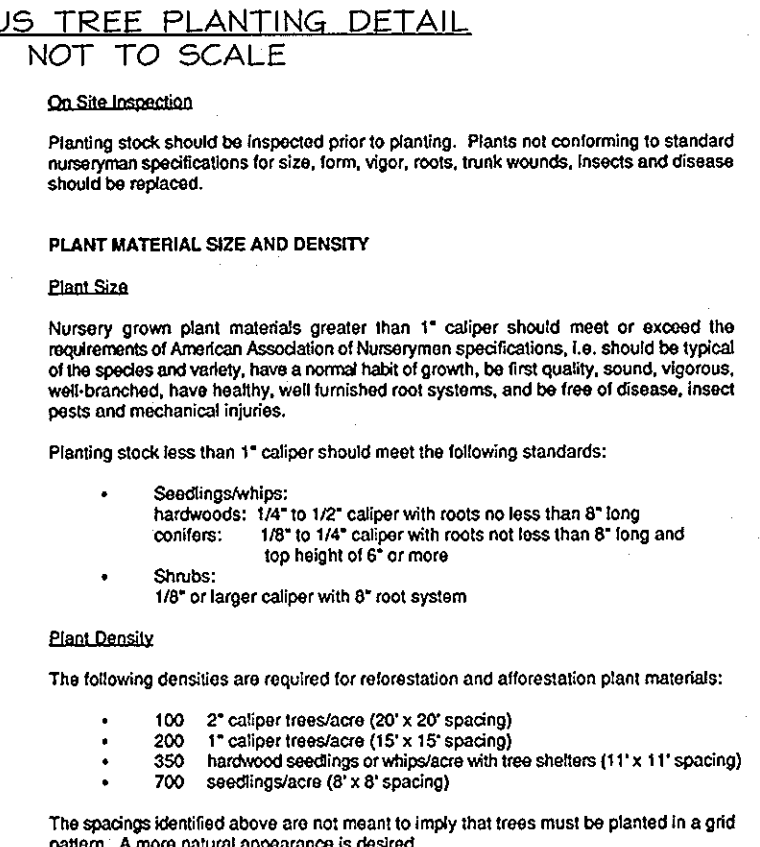 US TREE PLANTING DETAIL
NOT TO SCALE
On Site Inspection
Planting stock should be inspected prior to planting. Plants not conforming to standard
nurseryman specifications for size, form, vigor, roots, trunk wounds, insects and disease
should be replaced.
PLANT MATERIAL SIZE AND DENSITY
Plant Size
Nursery grown plant materials greater than 1" caliper should meet or exceed the
requirements of American Association of Nurserymen specifications, i.e. should be typical
of the species and variety, have a normal habit of growth, be first quality, sound, vigorous,
well-branched, have healthy, well furnished root systems, and be free of disease, insect
pests and mechanical injuries.
Planting stock less than 1" caliper should meet the following standards:
• Seedlings/whips:
hardwoods: 1/4" to 1/2" caliper with roots no less than 8" long
conifers: 1/8" to 1/4" caliper with roots not less than 8" long and
top height of 6" or more
• Shrubs:
1/8" or larger caliper with 8" root system
Plant Density
The following densities are required for reforestation and afforestation plant materials:
• 100 2" caliper trees/acre (20' x 20' spacing)
• 200 1" caliper trees/acre (15' x 15' spacing)
• 350 hardwood seedlings or whips/acre with tree shelters (11' x 11' spacing)
• 700 seedlings/acre (8' x 8' spacing)
The spacings identified above are not meant to imply that trees must be planted in a grid
pattern. A more natural appearance is desired